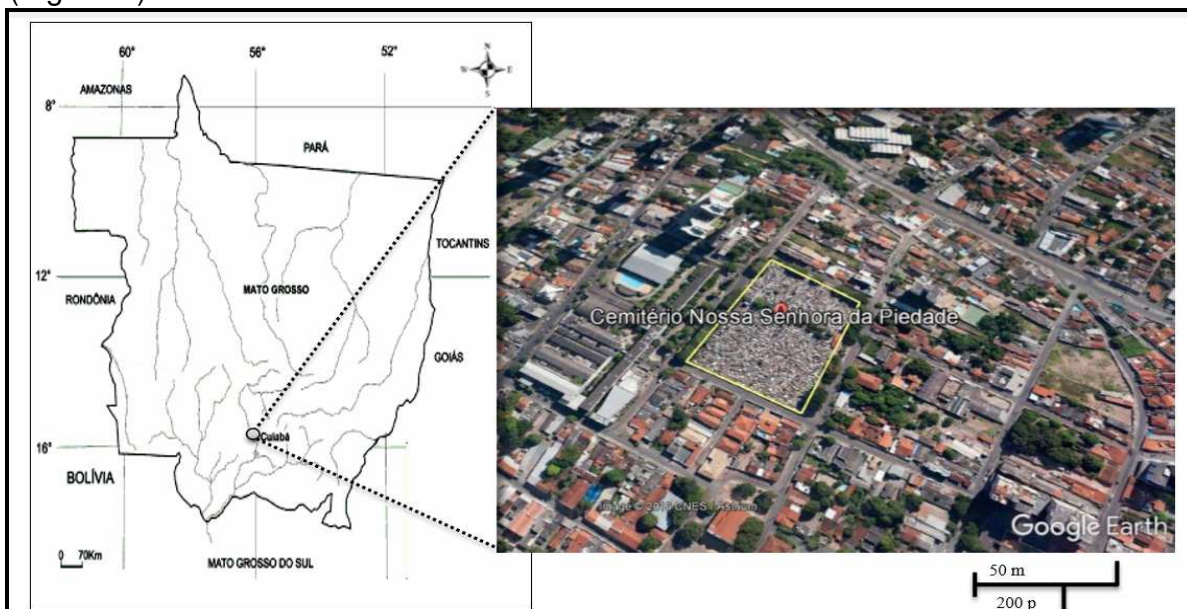 60°
56°
52°
N
W
E
S
AMAZONAS
8°
PARÁ
TOCANTINS
12°
MATO GROSSO
RONDÔNIA
GOIÁS
Cuiabá
16°
BOLÍVIA
0 70Km
MATO GROSSO DO SUL
Cemitério Nossa Senhora da Piedade
Google Earth
50 m
200 p